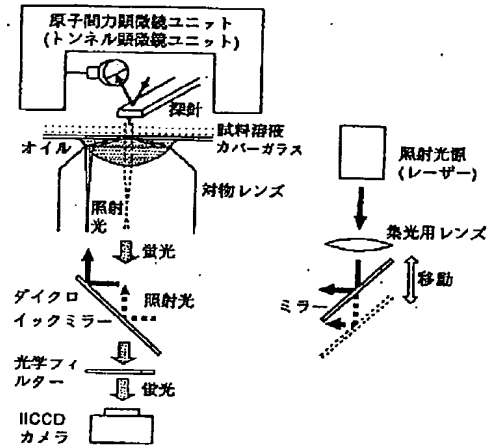 原子間力顕微鏡ユニット
(トンネル顕微鏡ユニット)
探針
試料溶液
オイル
カバーガラス
照射光
対物レンズ
蛍光
ダイクロ
イックミラー
照射光
光学フィ
ルター
蛍光
IICCD
カメラ
照射光源
(レーザー)
集光用レンズ
移動
ミラー